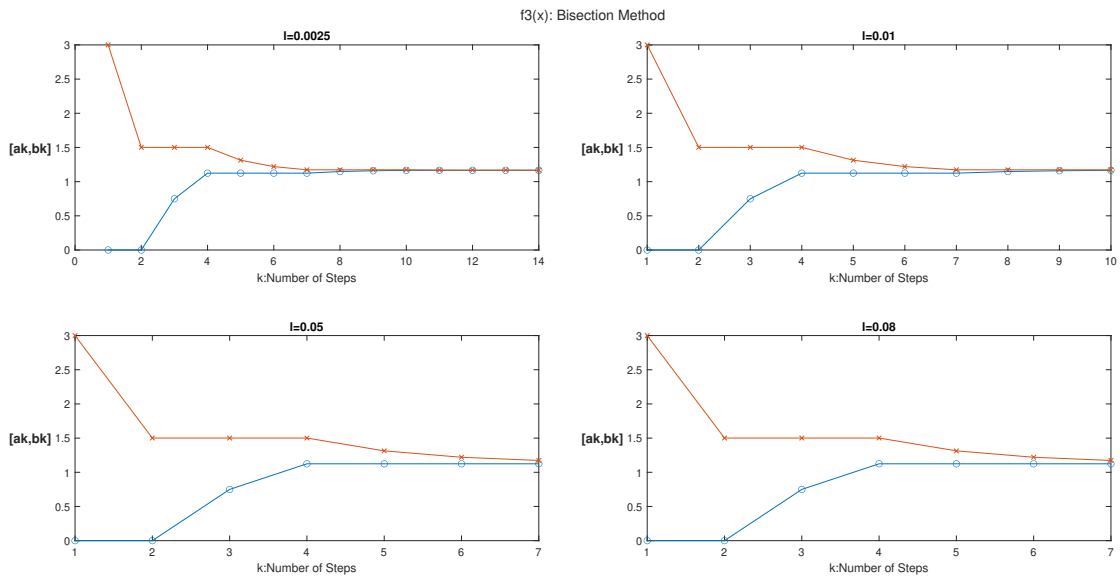 f3(x): Bisection Method
l=0.0025
3
2.5
2
1.5
1
0.5
0
[ak,bk]
0 2 4 6 8 10 12 14
k:Number of Steps
l=0.01
3
2.5
2
1.5
1
0.5
0
[ak,bk]
1 2 3 4 5 6 7 8 9 10
k:Number of Steps
l=0.05
3
2.5
2
1.5
1
0.5
0
[ak,bk]
1 2 3 4 5 6 7
k:Number of Steps
l=0.08
3
2.5
2
1.5
1
0.5
0
[ak,bk]
1 2 3 4 5 6 7
k:Number of Steps